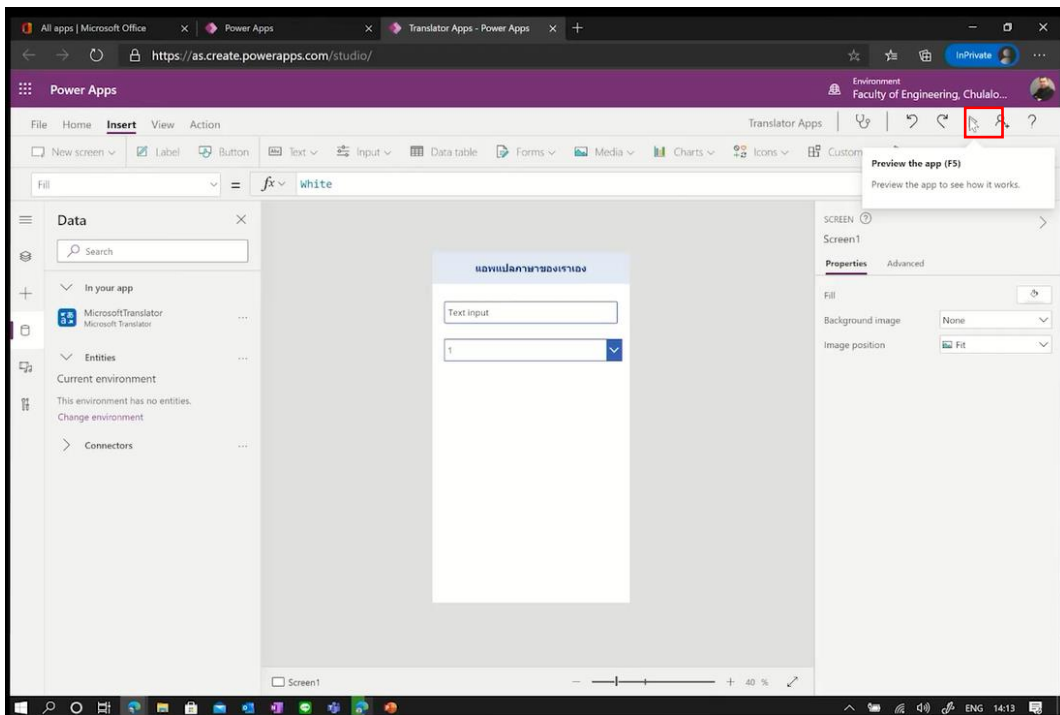 All apps | Microsoft Office
Power Apps
Translator Apps - Power Apps
https://as.create.powerapps.com/studio/
InPrivate
Power Apps
Environment
Faculty of Engineering, Chulalo...
File Home Insert View Action
Translator Apps
New screen Label Button Text Input Data table Forms Media Charts Icons Custom
Preview the app (F5)
Preview the app to see how it works.
Fill = fx White
Data
Search
In your app
MicrosoftTranslator
Microsoft Translator
Entities
Current environment
This environment has no entities.
Change environment
Connectors
แอพแปลภาษาของเราเอง
Text input
1
SCREEN
Screen1
Properties Advanced
Fill
Background image None
Image position Fit
Screen1
40 %
ENG 14:13